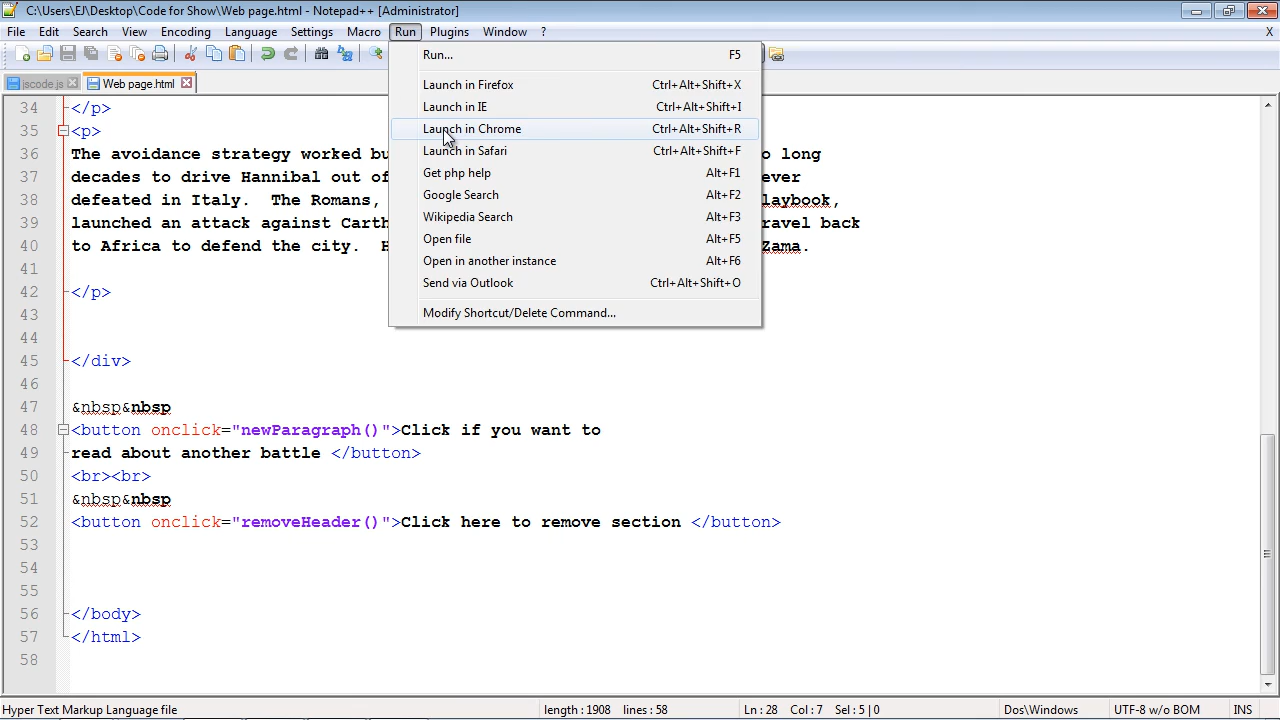 C:\Users\EJ\Desktop\Code for Show\Web page.html - Notepad++ [Administrator]
File Edit Search View Encoding Language Settings Macro Run Plugins Window ? X
jscode.js Web page.html
Run... F5
Launch in Firefox Ctrl+Alt+Shift+X
Launch in IE Ctrl+Alt+Shift+I
Launch in Chrome Ctrl+Alt+Shift+R
Launch in Safari Ctrl+Alt+Shift+F
Get php help Alt+F1
Google Search Alt+F2
Wikipedia Search Alt+F3
Open file Alt+F5
Open in another instance Alt+F6
Send via Outlook Ctrl+Alt+Shift+O
Modify Shortcut/Delete Command...
34 </p>
35 <p>
36 The avoidance strategy worked bu o long
37 decades to drive Hannibal out of ever
38 defeated in Italy. The Romans, laybook,
39 launched an attack against Carth ravel back
40 to Africa to defend the city. H Zama.
41
42 </p>
43
44
45 </div>
46
47 &nbsp&nbsp
48 <button onclick="newParagraph()">Click if you want to
49 read about another battle </button>
50 <br><br>
51 &nbsp&nbsp
52 <button onclick="removeHeader()">Click here to remove section </button>
53
54
55
56 </body>
57 </html>
58
Hyper Text Markup Language file length : 1908 lines : 58 Ln : 28 Col : 7 Sel : 5 | 0 Dos\Windows UTF-8 w/o BOM INS